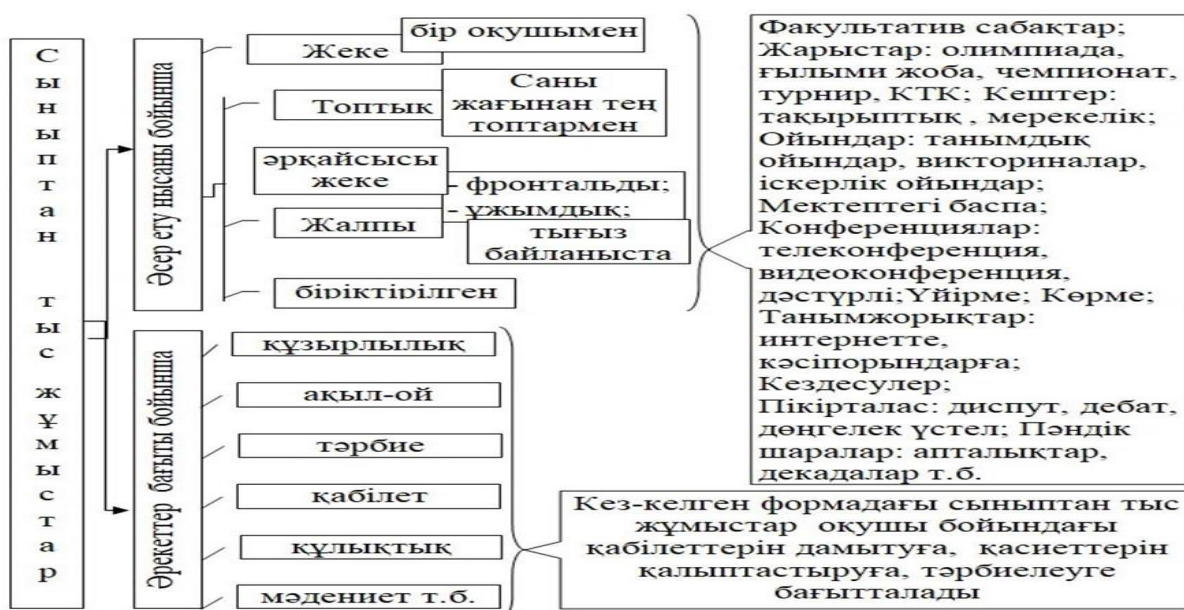 Сыныптан тыс жұмыстар
Әсер ету нысаны бойынша
Жеке
бір оқушымен
Топтық
Саны
жағынан тең
топтармен
әрқайсысы
жеке
- фронтальды;
- ұжымдық;
Жалпы
тығыз
байланыста
біріктірілген
Факультатив сабақтар;
Жарыстар: олимпиада,
ғылыми жоба, чемпионат,
турнир, КТК; Кештер:
тақырыптық , мерекелік;
Ойындар: танымдық
ойындар, викториналар,
іскерлік ойындар;
Мектептегі баспа;
Конференциялар:
телеконференция,
видеоконференция,
дәстүрлі;Үйірме; Көрме;
Танымжорықтар:
интернетте,
кәсіпорындарға;
Кездесулер;
Пікірталас: диспут, дебат,
дөңгелек үстел; Пәндік
шаралар: апталықтар,
декадалар т.б.
Әрекеттер бағыты бойынша
құзырлылық
ақыл-ой
тәрбие
қабілет
құлықтық
мәдениет т.б.
Кез-келген формадағы сыныптан тыс
жұмыстар оқушы бойындағы
қабілеттерін дамытуға, қасиеттерін
қалыптастыруға, тәрбиелеуге
бағытталады